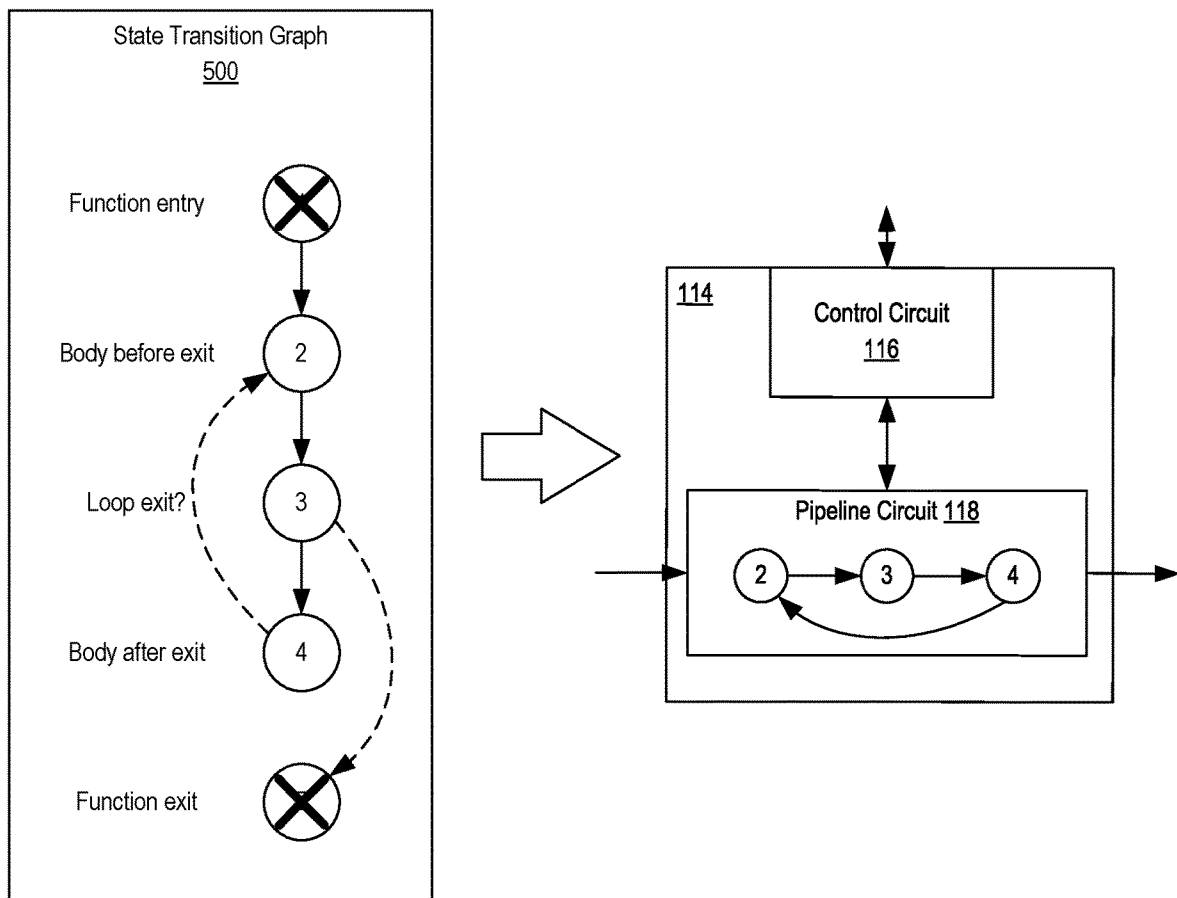 State Transition Graph
500
Function entry
Body before exit
2
Loop exit?
3
Body after exit
4
Function exit
114
Control Circuit
116
Pipeline Circuit 118
2
3
4